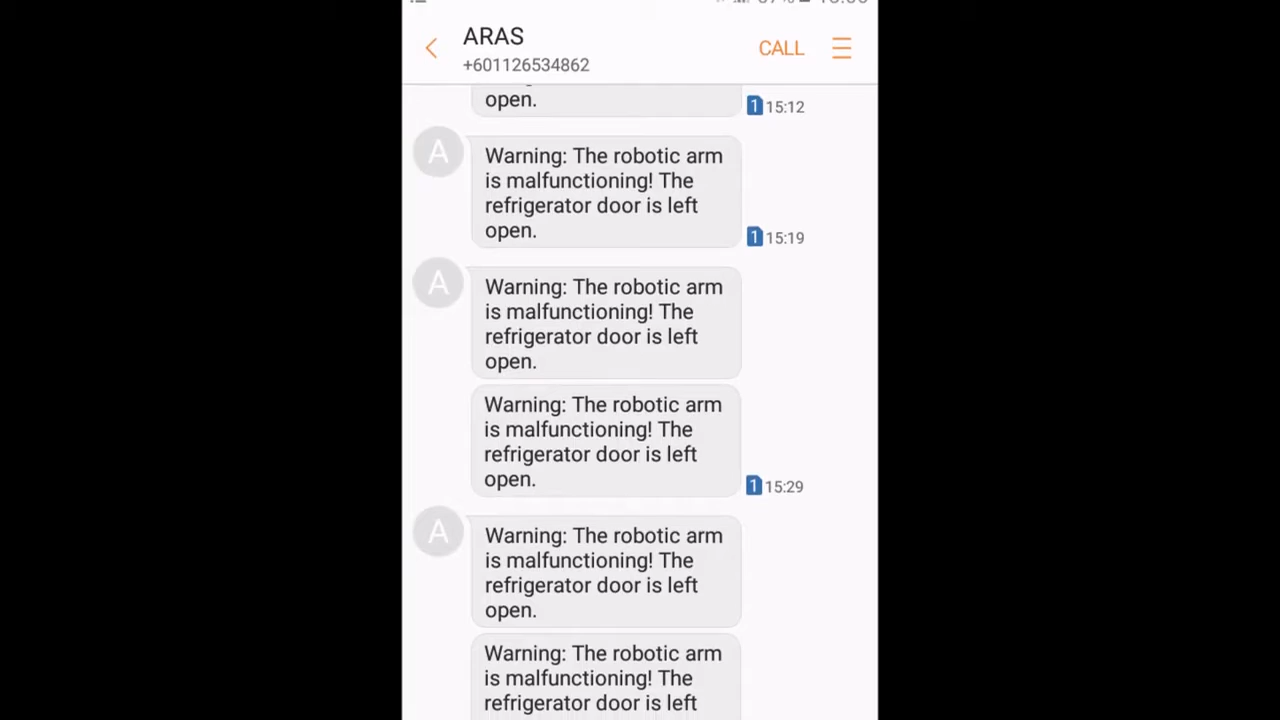 ARAS
CALL
+601126534862
open.
1 15:12
A
Warning: The robotic arm
is malfunctioning! The
refrigerator door is left
open.
1 15:19
A
Warning: The robotic arm
is malfunctioning! The
refrigerator door is left
open.
Warning: The robotic arm
is malfunctioning! The
refrigerator door is left
open.
1 15:29
A
Warning: The robotic arm
is malfunctioning! The
refrigerator door is left
open.
Warning: The robotic arm
is malfunctioning! The
refrigerator door is left